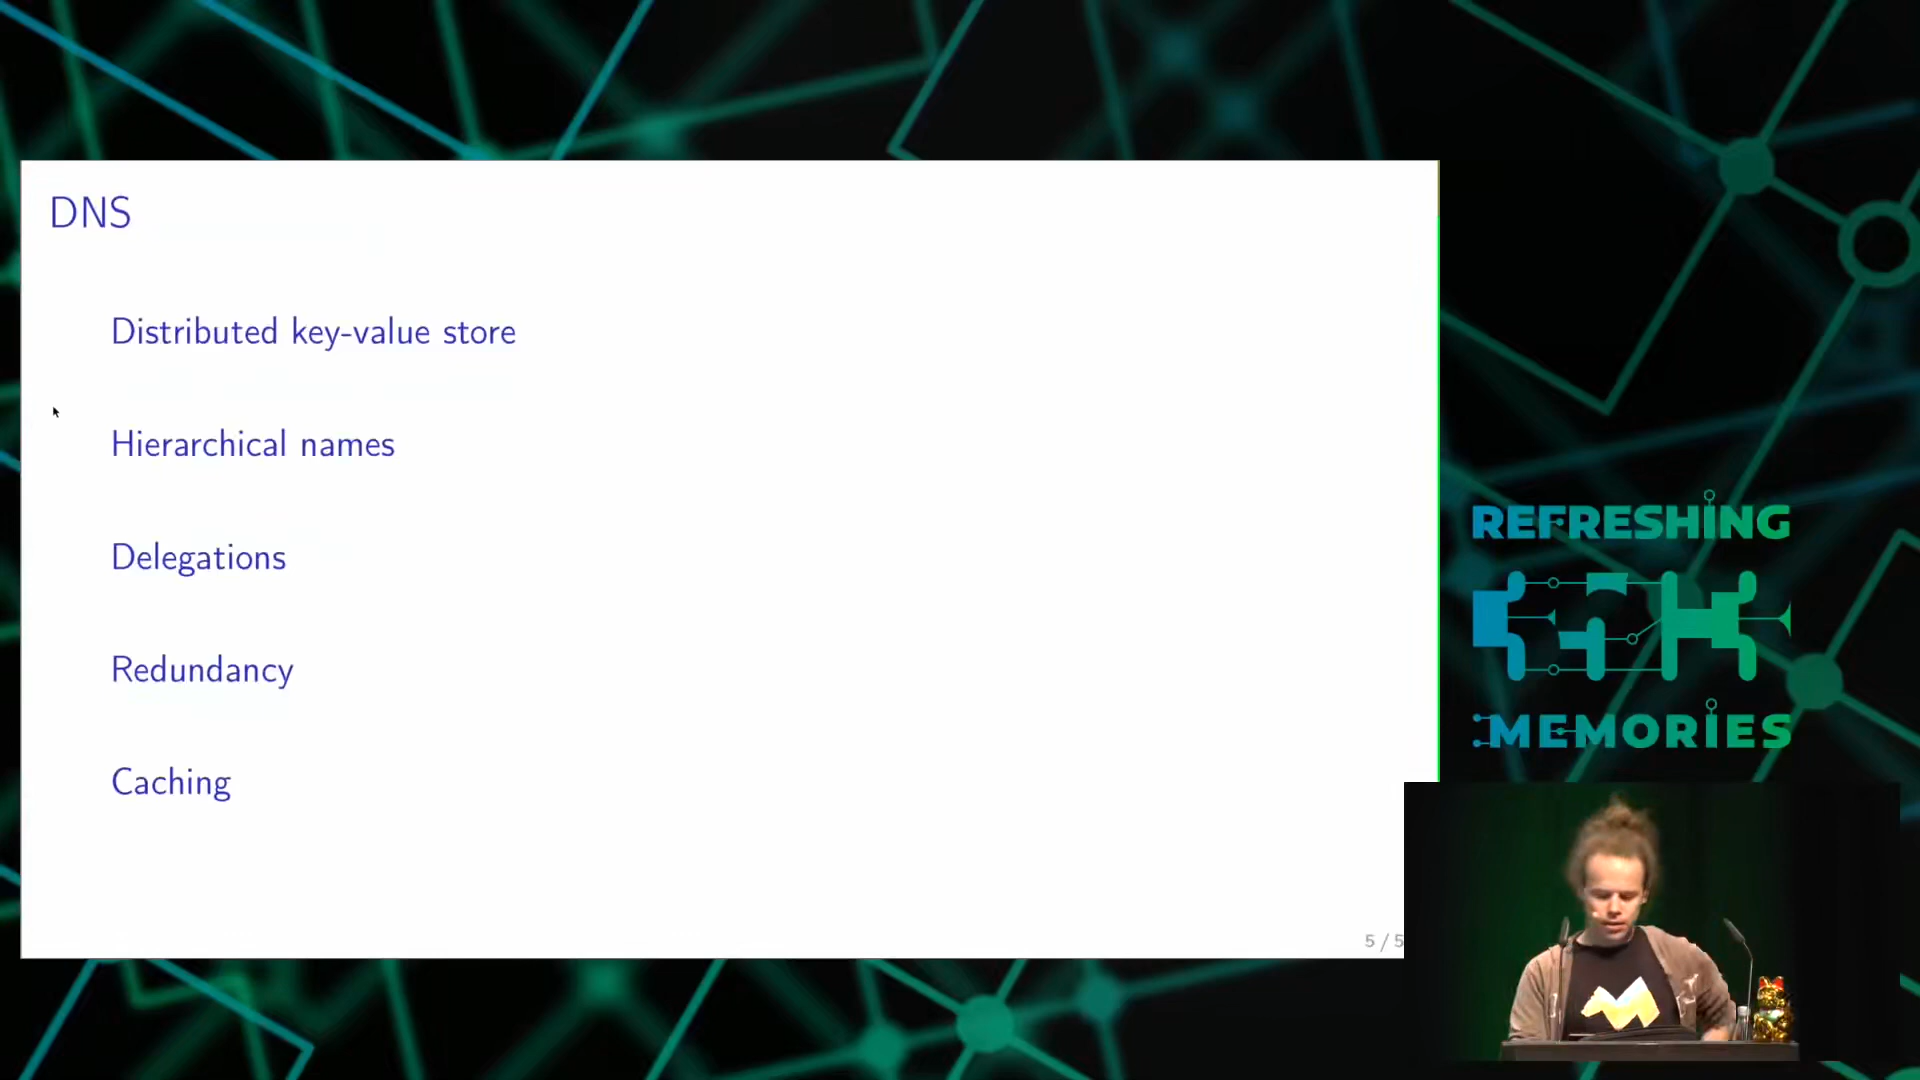 DNS
Distributed key-value store
Hierarchical names
Delegations
Redundancy
Caching
5 / 5
REFRESHING
MEMORIES